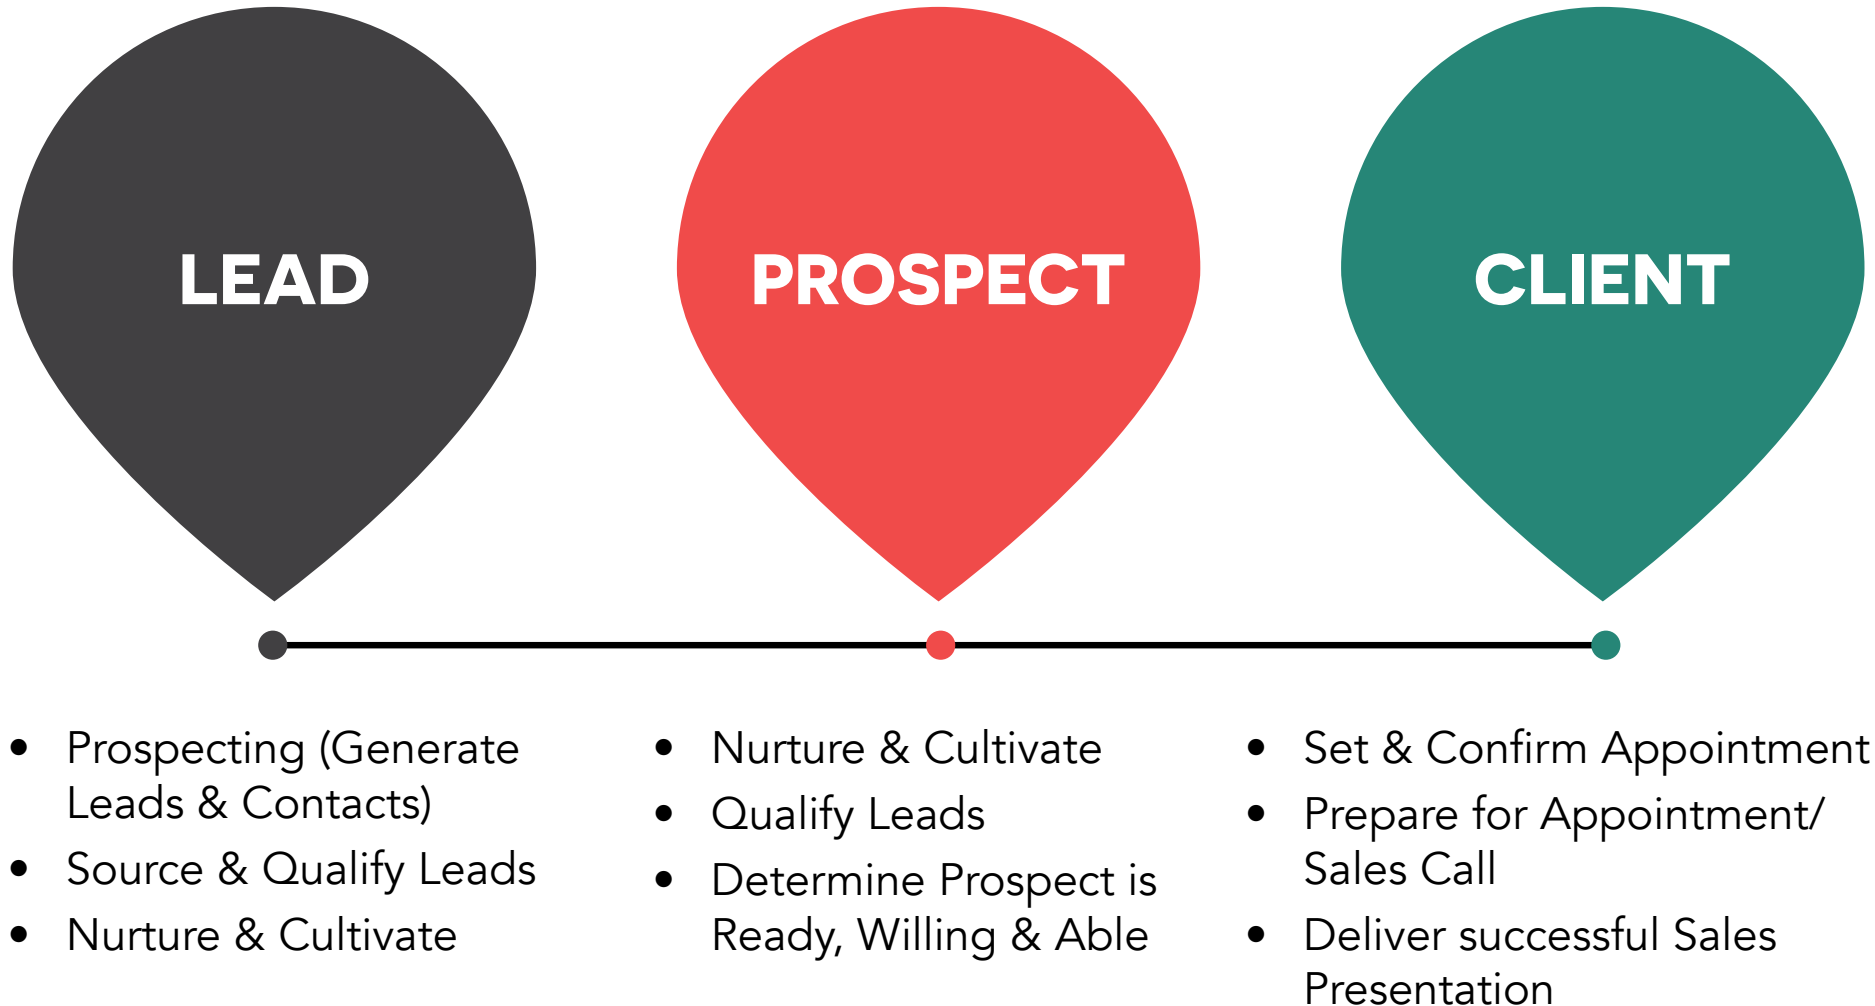 LEAD
PROSPECT
CLIENT
• Prospecting (Generate
Leads & Contacts)
• Source & Qualify Leads
• Nurture & Cultivate
• Nurture & Cultivate
• Qualify Leads
• Determine Prospect is
Ready, Willing & Able
• Set & Confirm Appointment
• Prepare for Appointment/
Sales Call
• Deliver successful Sales
Presentation